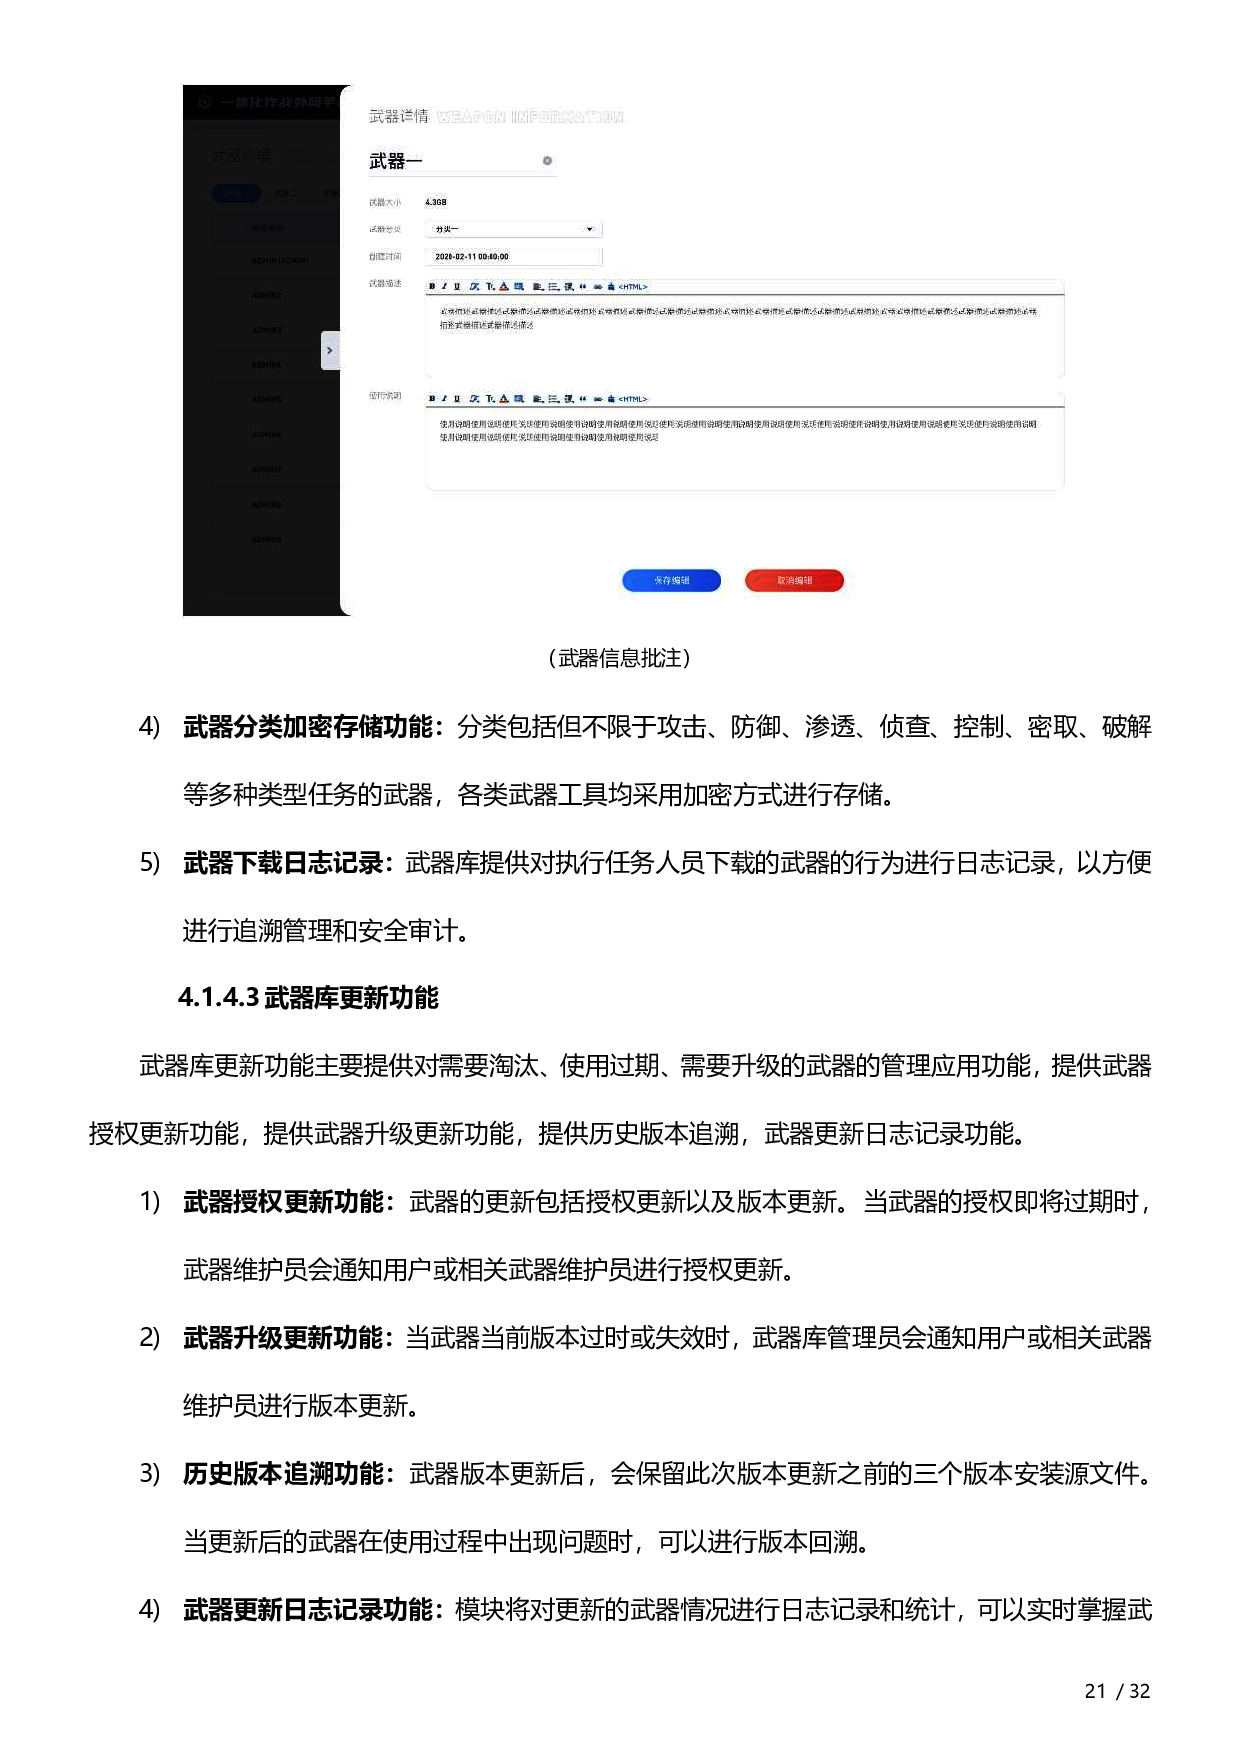 一体化作战外网平
武器管理
武器详情 WEAPON INFORMATION
武器一
武器大小 4.3GB
武器分类 分类一
创建时间 2020-02-11 00:00:00
武器描述 B I U <HTML>
使用说明 B I U <HTML>
ADMIN1ADMIN1
ADMIN2
ADMIN3
ADMIN4
ADMIN5
ADMIN6
ADMIN7
ADMIN8
保存编辑 取消编辑
（武器信息批注）
4) 武器分类加密存储功能：分类包括但不限于攻击、防御、渗透、侦查、控制、密取、破解
等多种类型任务的武器，各类武器工具均采用加密方式进行存储。
5) 武器下载日志记录：武器库提供对执行任务人员下载的武器的行为进行日志记录，以方便
进行追溯管理和安全审计。
4.1.4.3 武器库更新功能
武器库更新功能主要提供对需要淘汰、使用过期、需要升级的武器的管理应用功能，提供武器
授权更新功能，提供武器升级更新功能，提供历史版本追溯，武器更新日志记录功能。
1) 武器授权更新功能：武器的更新包括授权更新以及版本更新。当武器的授权即将过期时，
武器维护员会通知用户或相关武器维护员进行授权更新。
2) 武器升级更新功能：当武器当前版本过时或失效时，武器库管理员会通知用户或相关武器
维护员进行版本更新。
3) 历史版本追溯功能：武器版本更新后，会保留此次版本更新之前的三个版本安装源文件。
当更新后的武器在使用过程中出现问题时，可以进行版本回溯。
4) 武器更新日志记录功能：模块将对更新的武器情况进行日志记录和统计，可以实时掌握武
21 / 32